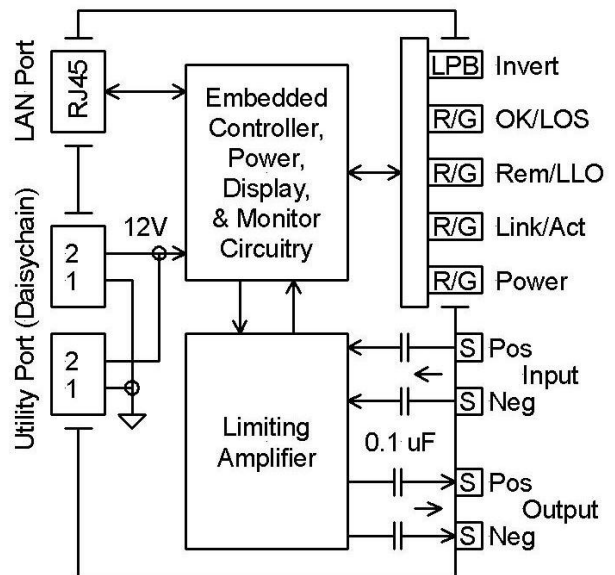 LAN Port
RJ45
Embedded
Controller,
Power,
Display,
& Monitor
Circuitry
LPB Invert
R/G OK/LOS
R/G Rem/LLO
R/G Link/Act
R/G Power
Utility Port (Daisychain)
12V
2
1
2
1
Limiting
Amplifier
0.1 uF
S Pos
Input
S Neg
S Pos
Output
S Neg